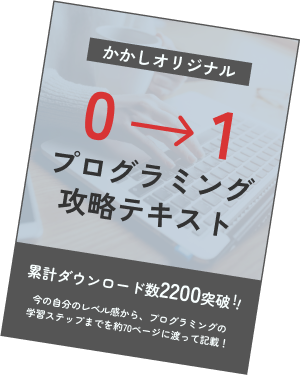 かかしオリジナル
0→1
プログラミング
攻略テキスト
累計ダウンロード数2200突破!!
今の自分のレベル感から、プログラミングの
学習ステップまでを約70ページに渡って記載!